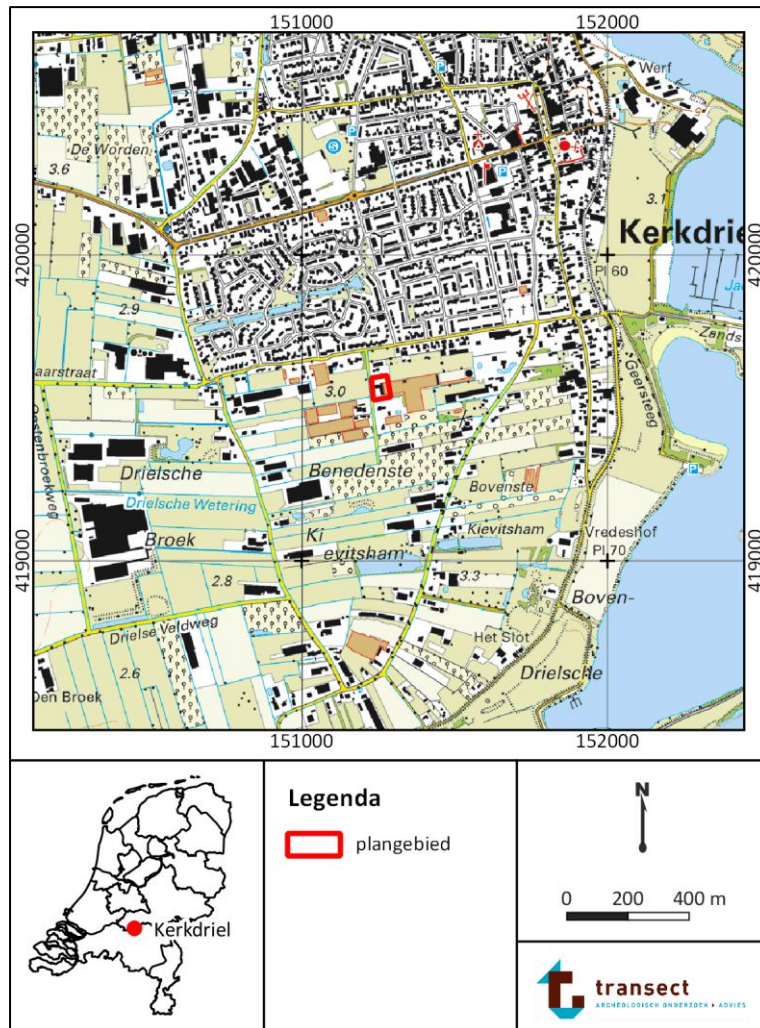 151000
152000
Werf
De Worden
3.6
3.1
420000
Kerkdrie
420000
Pl 60
2.9
Zands
aarstraat
3.0
Geersteeg
Oostenbroekweg
Drielsche
Benedenste
Bovenste
Drielsche Wetering
Ki
Kievitsham
Vredeshof
Broek
evitsham
Pl 70
419000
419000
2.8
3.3
Boven-
Drielse Veldweg
Het Slot
2.6
Drielsche
Den Broek
151000
152000
Legenda
plangebied
N
Kerkdriel
0 200 400 m
transect
ARCHEOLOGISCH ONDERZOEK & ADVIES